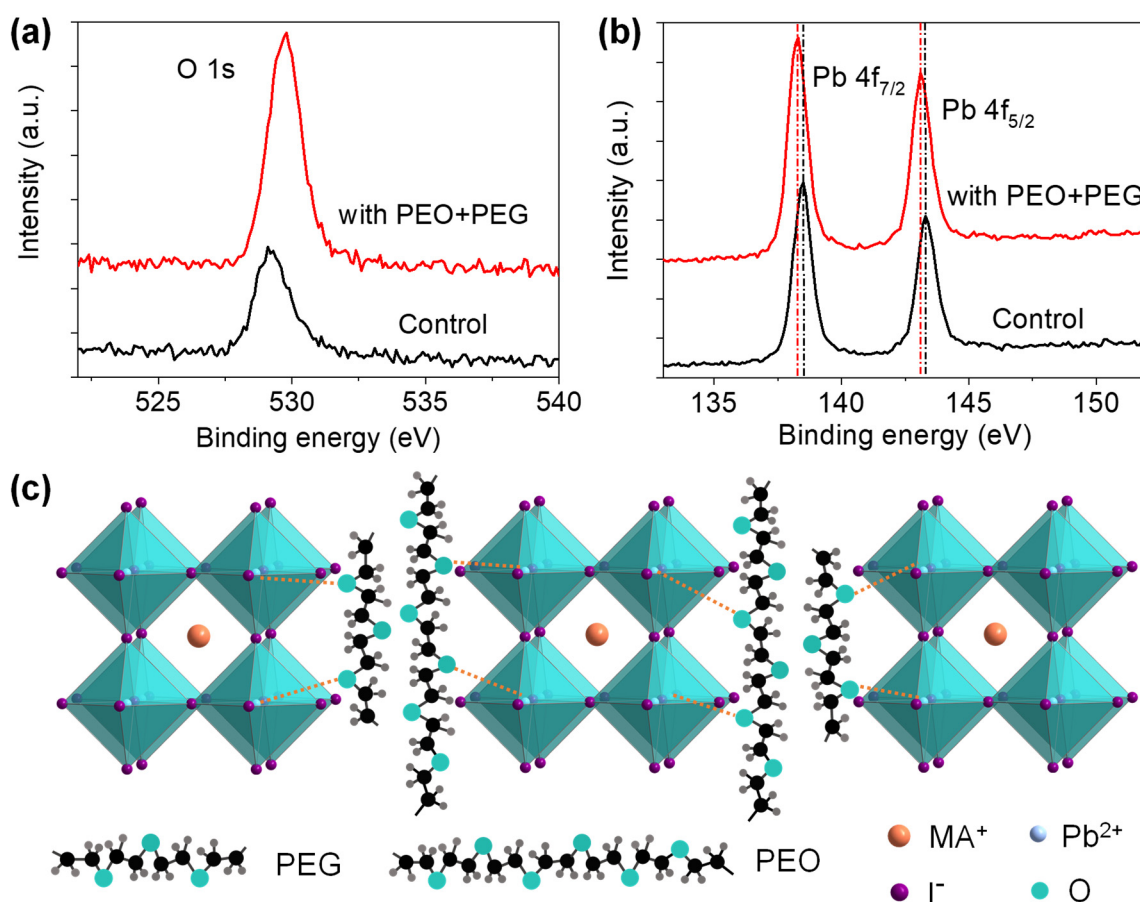 (a)
O 1s
with PEO+PEG
Control
Intensity (a.u.)
525 530 535 540
Binding energy (eV)
(b)
Pb 4f7/2
Pb 4f5/2
with PEO+PEG
Control
Intensity (a.u.)
135 140 145 150
Binding energy (eV)
(c)
PEG
PEO
MA+
Pb2+
I-
O